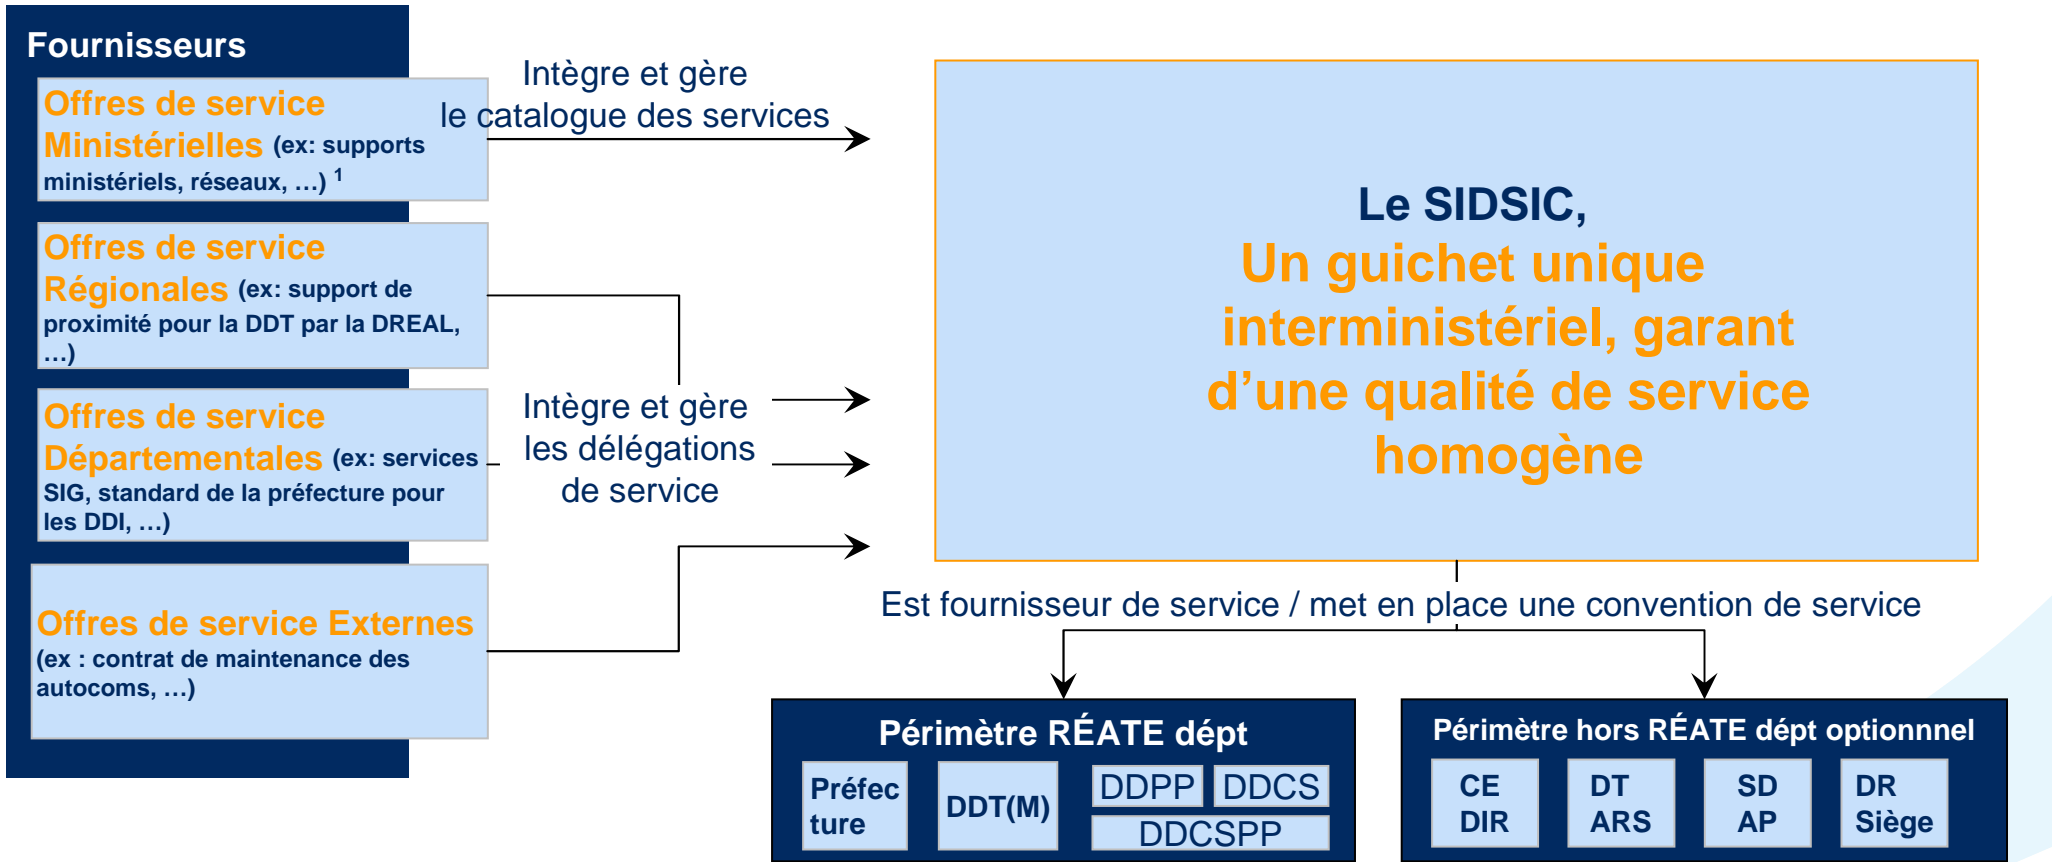 Fournisseurs
Offres de service
Ministérielles (ex: supports
ministériels, réseaux, …) 1
Offres de service
Régionales (ex: support de
proximité pour la DDT par la DREAL,
…)
Offres de service
Départementales (ex: services
SIG, standard de la préfecture pour
les DDI, …)
Offres de service Externes
(ex : contrat de maintenance des
autocoms, …)
Intègre et gère
le catalogue des services
Intègre et gère
les délégations
de service
Le SIDSIC,
Un guichet unique
interministériel, garant
d’une qualité de service
homogène
Est fournisseur de service / met en place une convention de service
Périmètre RÉATE dépt
Préfec
ture
DDT(M)
DDPP
DDCS
DDCSPP
Périmètre hors RÉATE dépt optionnnel
CE
DIR
DT
ARS
SD
AP
DR
Siège